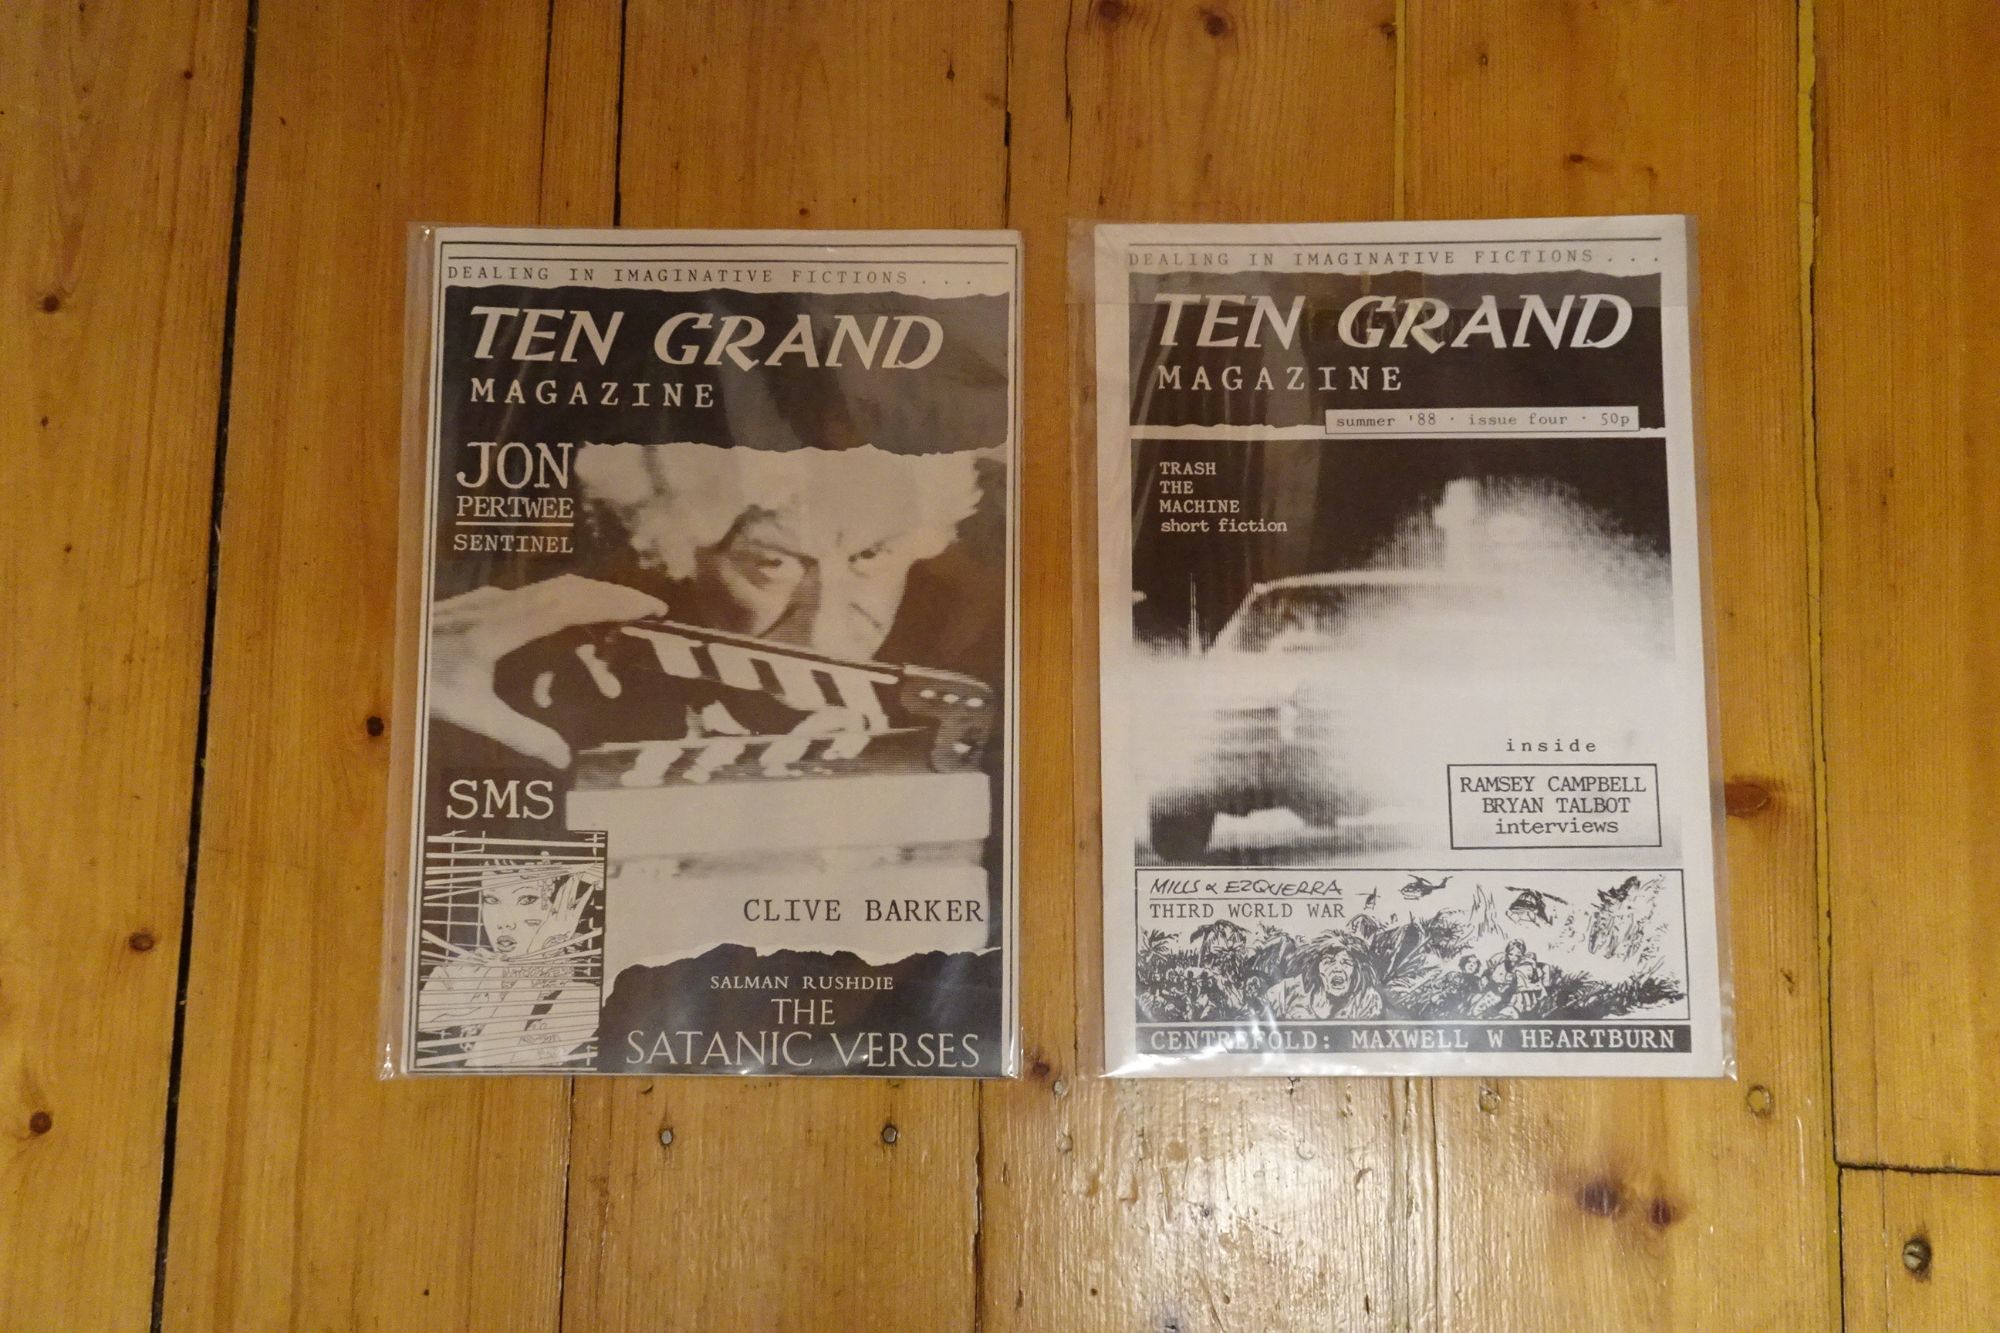 DEALING IN IMAGINATIVE FICTIONS . . .
TEN GRAND
MAGAZINE
JON
PERTWEE
SENTINEL
SMS
CLIVE BARKER
SALMAN RUSHDIE
THE
SATANIC VERSES
DEALING IN IMAGINATIVE FICTIONS . . .
TEN GRAND
MAGAZINE
summer '88 · issue four · 50p
TRASH
THE
MACHINE
short fiction
inside
RAMSEY CAMPBELL
BRYAN TALBOT
interviews
MILLS & EZQUERRA
THIRD WORLD WAR
CENTREFOLD: MAXWELL W HEARTBURN